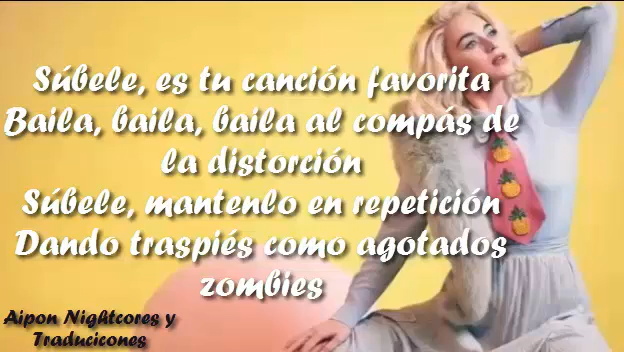 Súbele, es tu canción favorita
Baila, baila, baila al compás de
la distorción
Súbele, mantenlo en repetición
Dando traspiés como agotados
zombies
Aipon Nightcores y
Traducicones